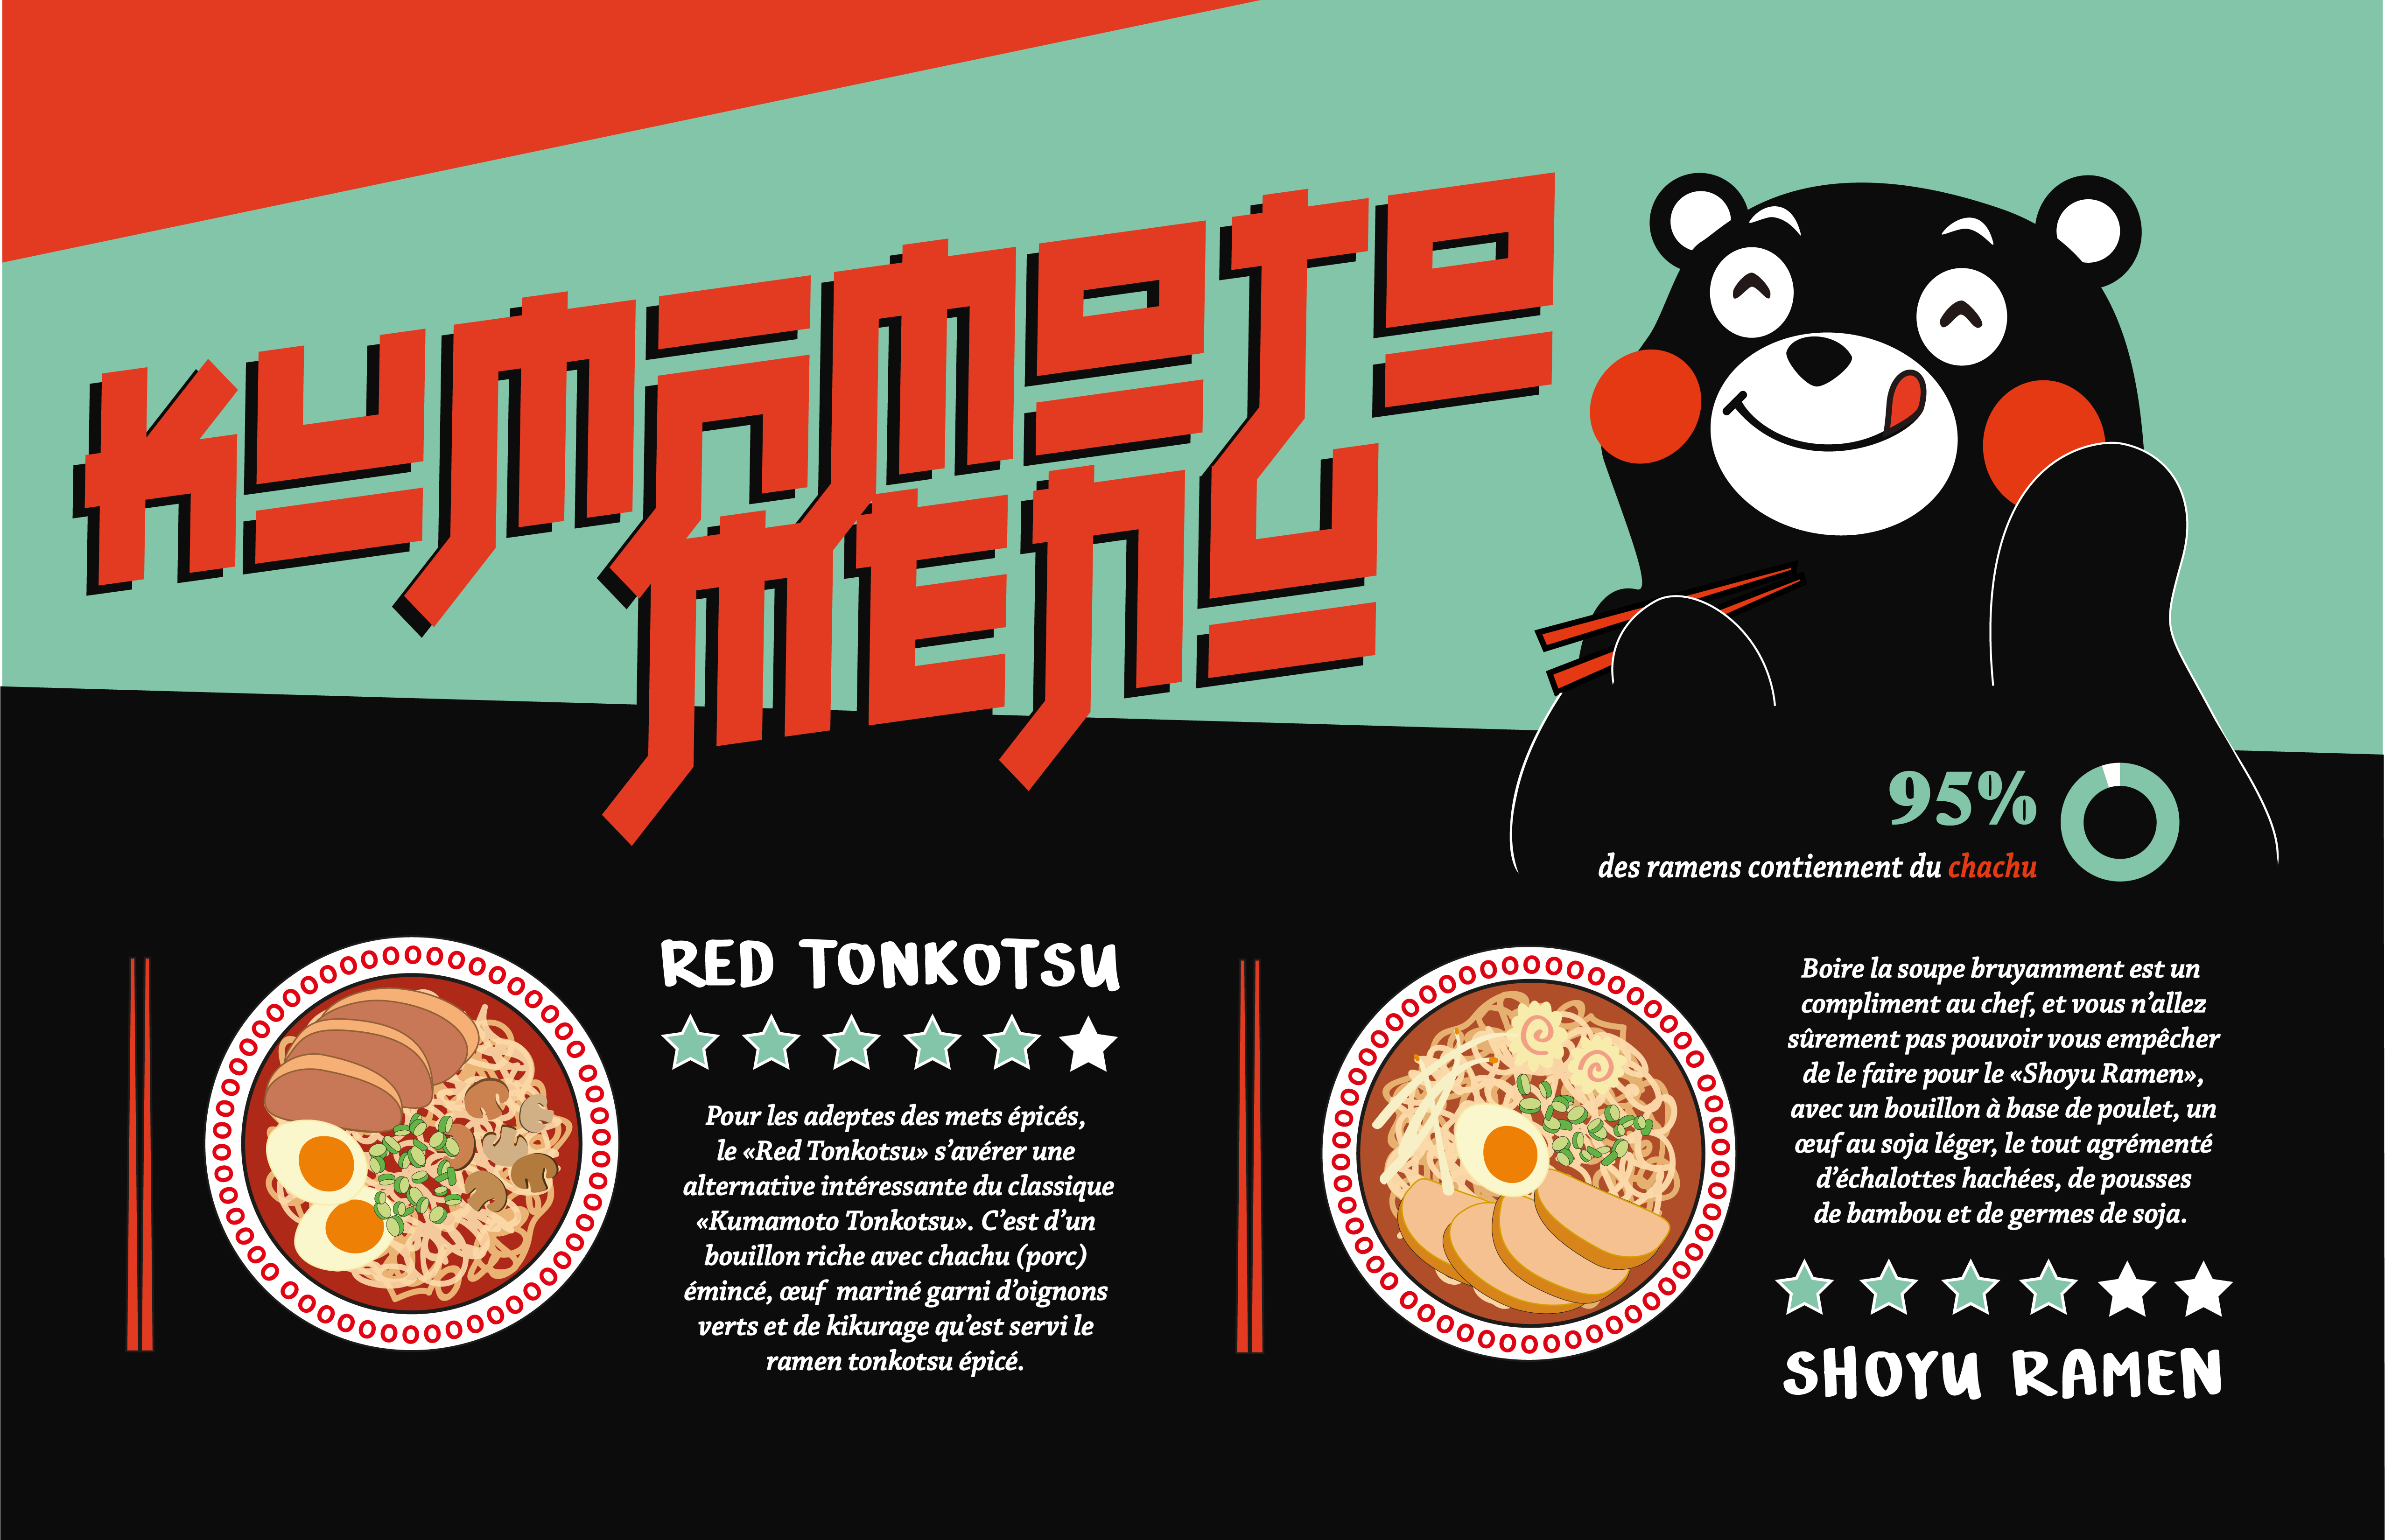 KUMAMOTO
MENU
95%
des ramens contiennent du chachu
RED TONKOTSU
Pour les adeptes des mets épicés,
le «Red Tonkotsu» s’avérer une
alternative intéressante du classique
«Kumamoto Tonkotsu». C’est d’un
bouillon riche avec chachu (porc)
émincé, œuf  mariné garni d’oignons
verts et de kikurage qu’est servi le
ramen tonkotsu épicé.
Boire la soupe bruyamment est un
compliment au chef, et vous n’allez
sûrement pas pouvoir vous empêcher
de le faire pour le «Shoyu Ramen»,
avec un bouillon à base de poulet, un
œuf au soja léger, le tout agrémenté
d’échalottes hachées, de pousses
de bambou et de germes de soja.
SHOYU RAMEN